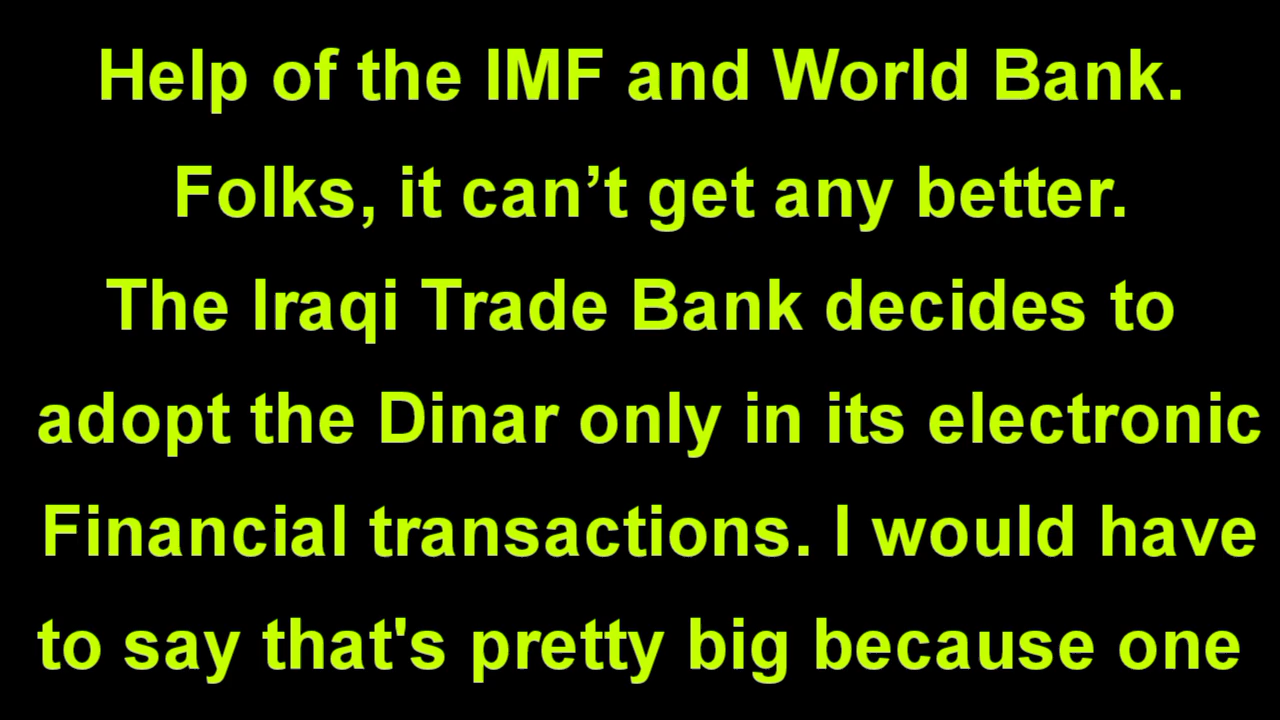 Help of the IMF and World Bank.
Folks, it can’t get any better.
The Iraqi Trade Bank decides to
adopt the Dinar only in its electronic
Financial transactions. I would have
to say that's pretty big because one